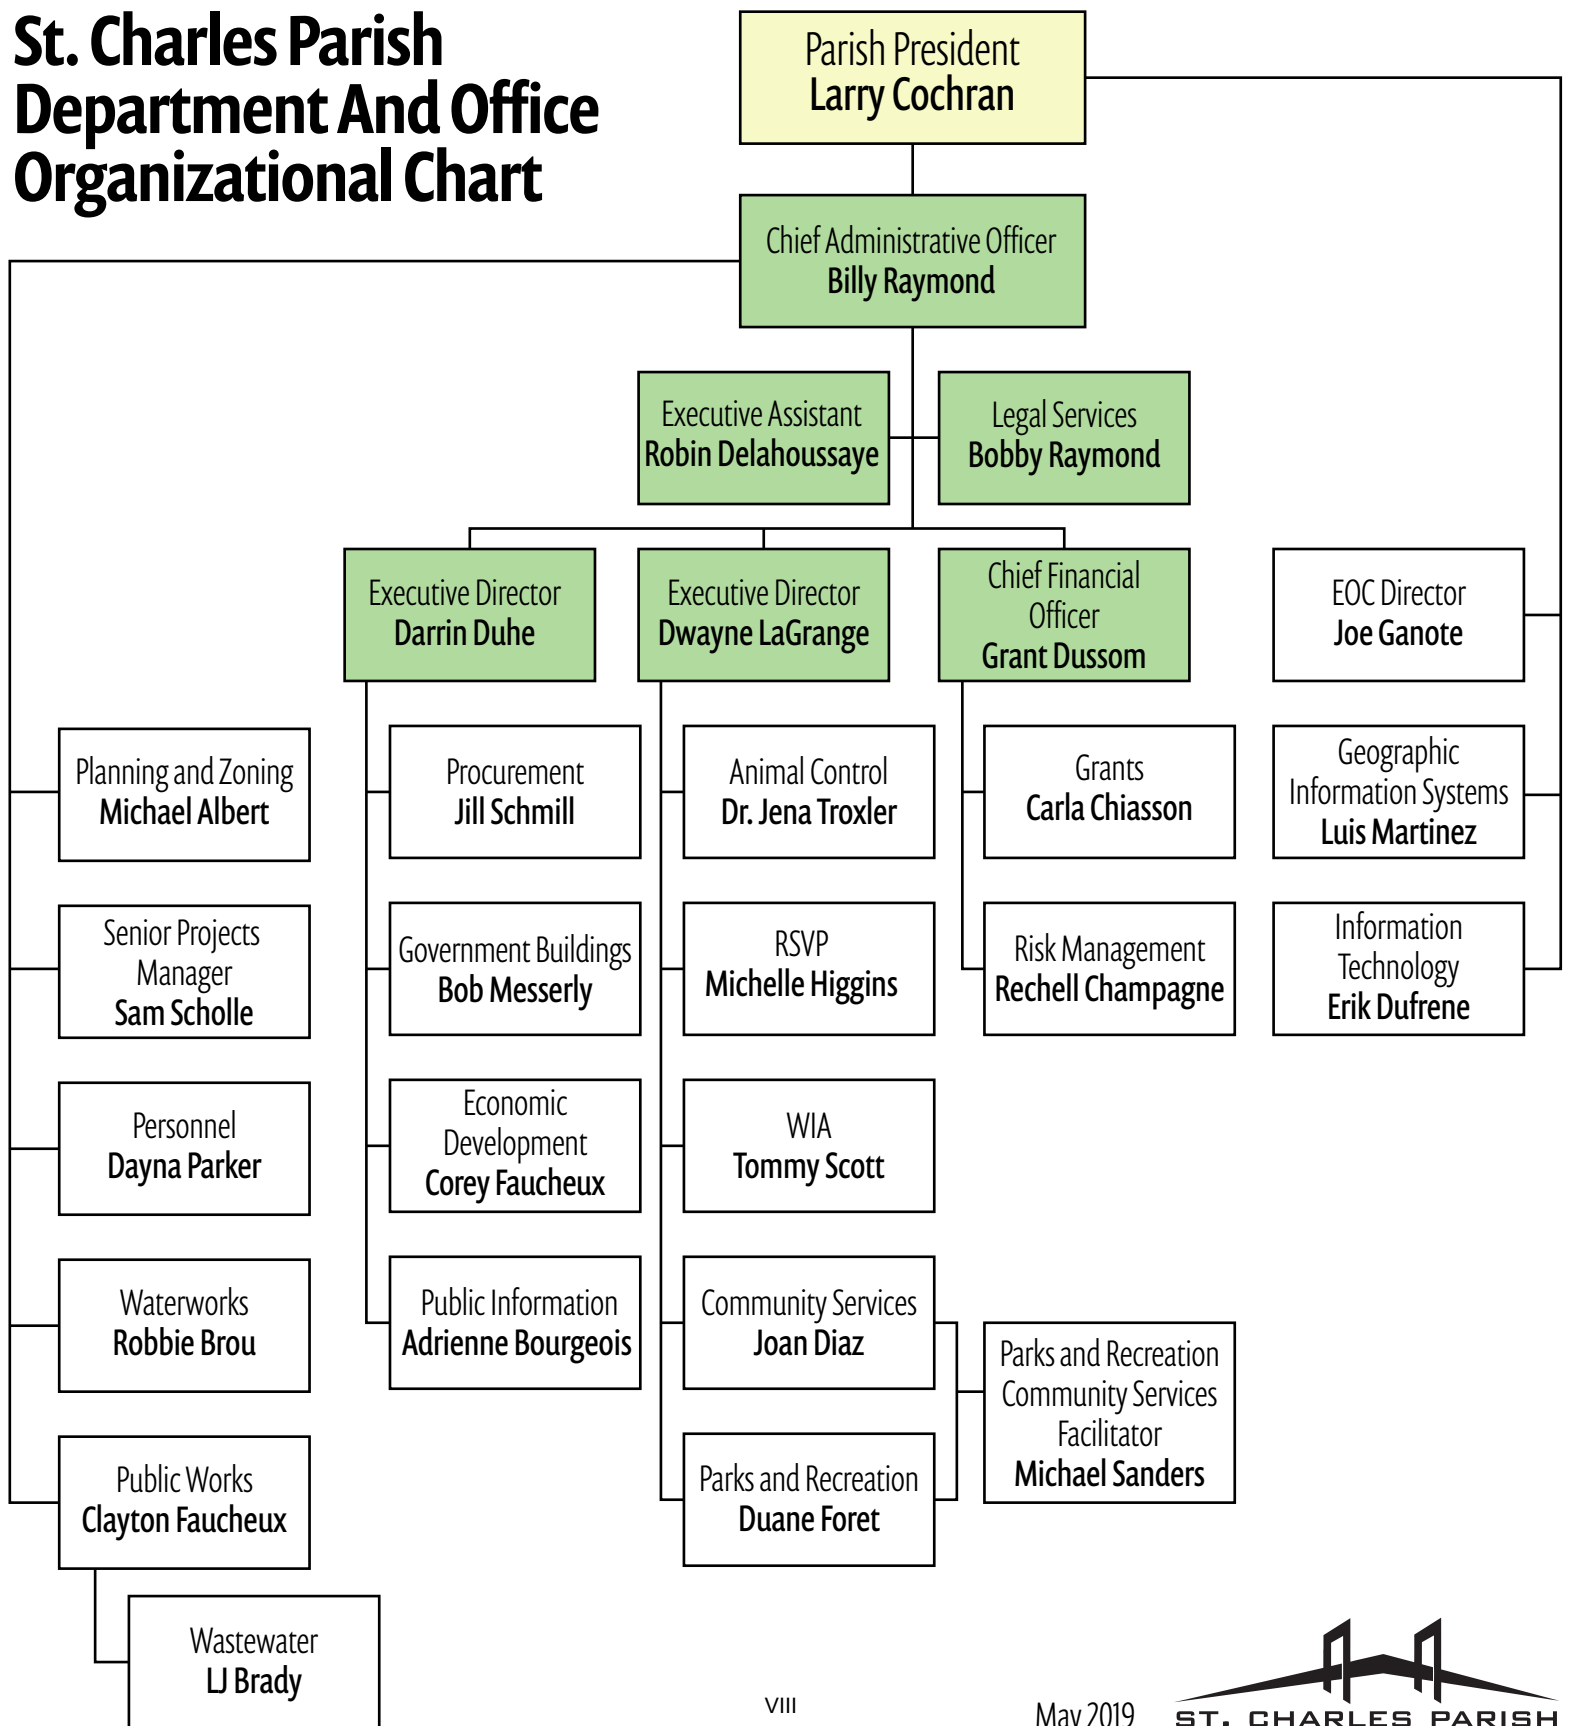 St. Charles Parish
Department And Office
Organizational Chart
Parish President
Larry Cochran
Chief Administrative Officer
Billy Raymond
Executive Assistant
Robin Delahoussaye
Legal Services
Bobby Raymond
Executive Director
Darrin Duhe
Executive Director
Dwayne LaGrange
Chief Financial
Officer
Grant Dussom
EOC Director
Joe Ganote
Planning and Zoning
Michael Albert
Senior Projects
Manager
Sam Scholle
Personnel
Dayna Parker
Waterworks
Robbie Brou
Public Works
Clayton Faucheux
Wastewater
LJ Brady
Procurement
Jill Schmill
Government Buildings
Bob Messerly
Economic
Development
Corey Faucheux
Public Information
Adrienne Bourgeois
Animal Control
Dr. Jena Troxler
RSVP
Michelle Higgins
WIA
Tommy Scott
Community Services
Joan Diaz
Parks and Recreation
Duane Foret
Parks and Recreation
Community Services
Facilitator
Michael Sanders
Grants
Carla Chiasson
Risk Management
Rechell Champagne
Geographic
Information Systems
Luis Martinez
Information
Technology
Erik Dufrene
VIII
May 2019
ST. CHARLES PARISH